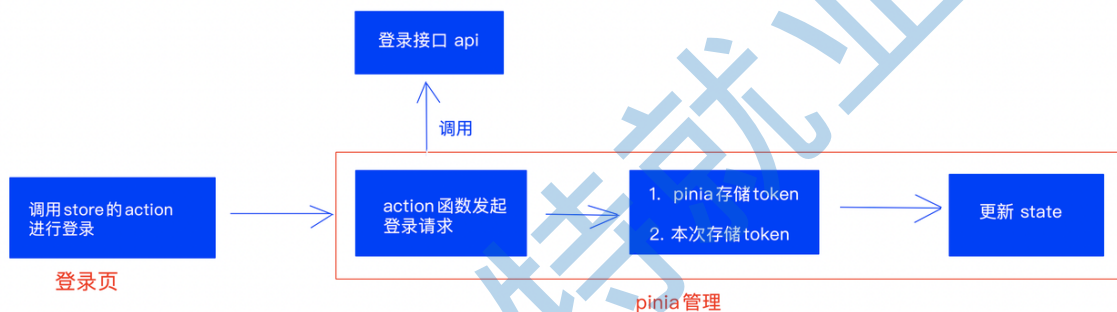 登录接口 api
调用
调用store的action
进行登录
action函数发起
登录请求
1. pinia存储token
2. 本次存储token
更新 state
登录页
pinia管理
特就业